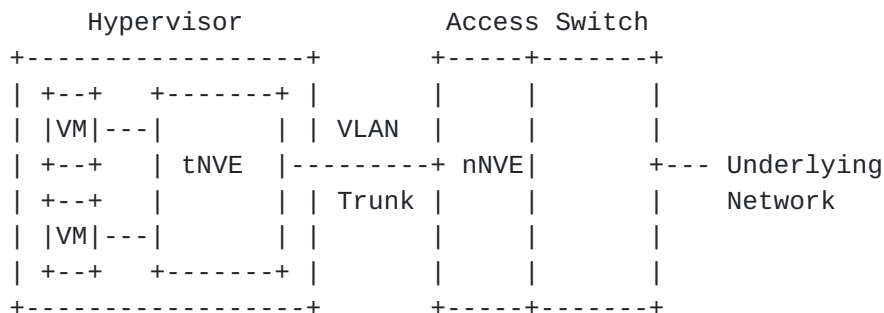 Hypervisor Access Switch
VM VLAN
tNVE nNVE Underlying
Trunk Network
VM